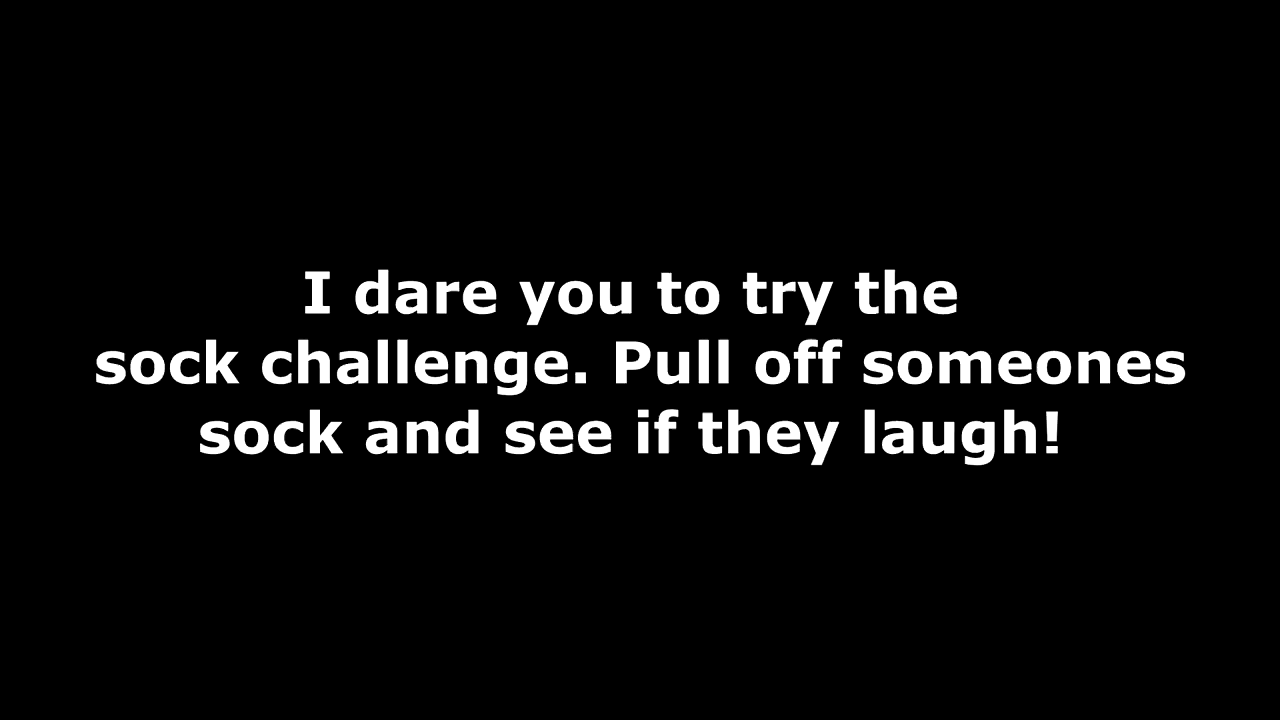 I dare you to try the
sock challenge. Pull off someones
sock and see if they laugh!